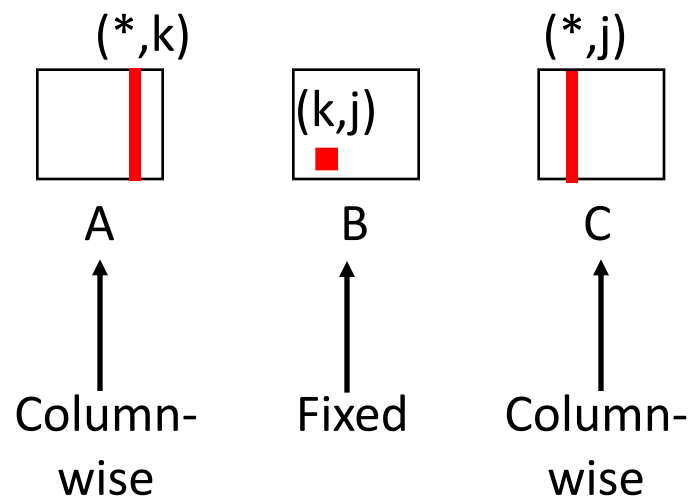 (*,k)
(*,j)
(k,j)
A
B
C
Column-
wise
Fixed
Column-
wise